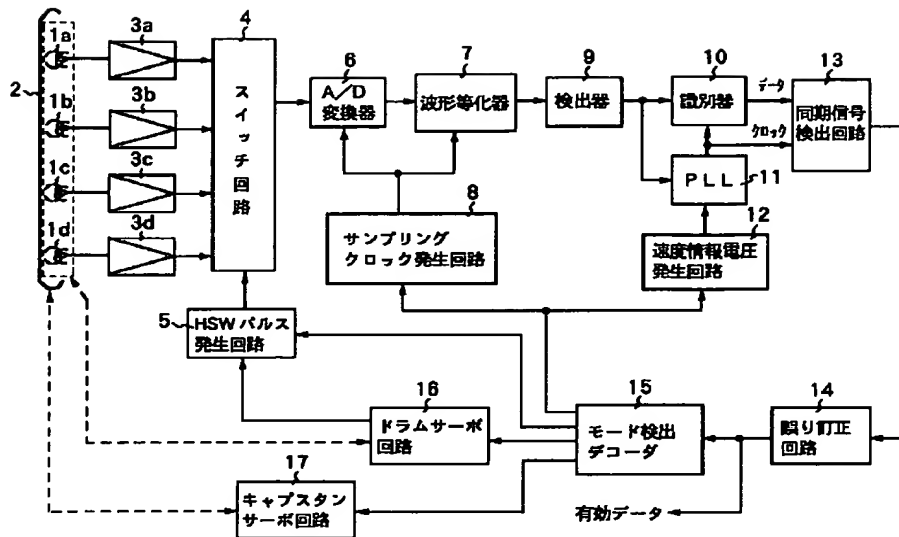 1a
1b
1c
1d
2
3a
3b
3c
3d
4
スイッチ回路
5
HSWパルス
発生回路
6
A/D
変換器
7
波形等化器
8
サンプリング
クロック発生回路
9
検出器
10
識別器
データ
クロック
PLL
11
12
速度情報電圧
発生回路
13
同期信号
検出回路
14
誤り訂正
回路
15
モード検出
デコーダ
有効データ
16
ドラムサーボ
回路
17
キャプスタン
サーボ回路